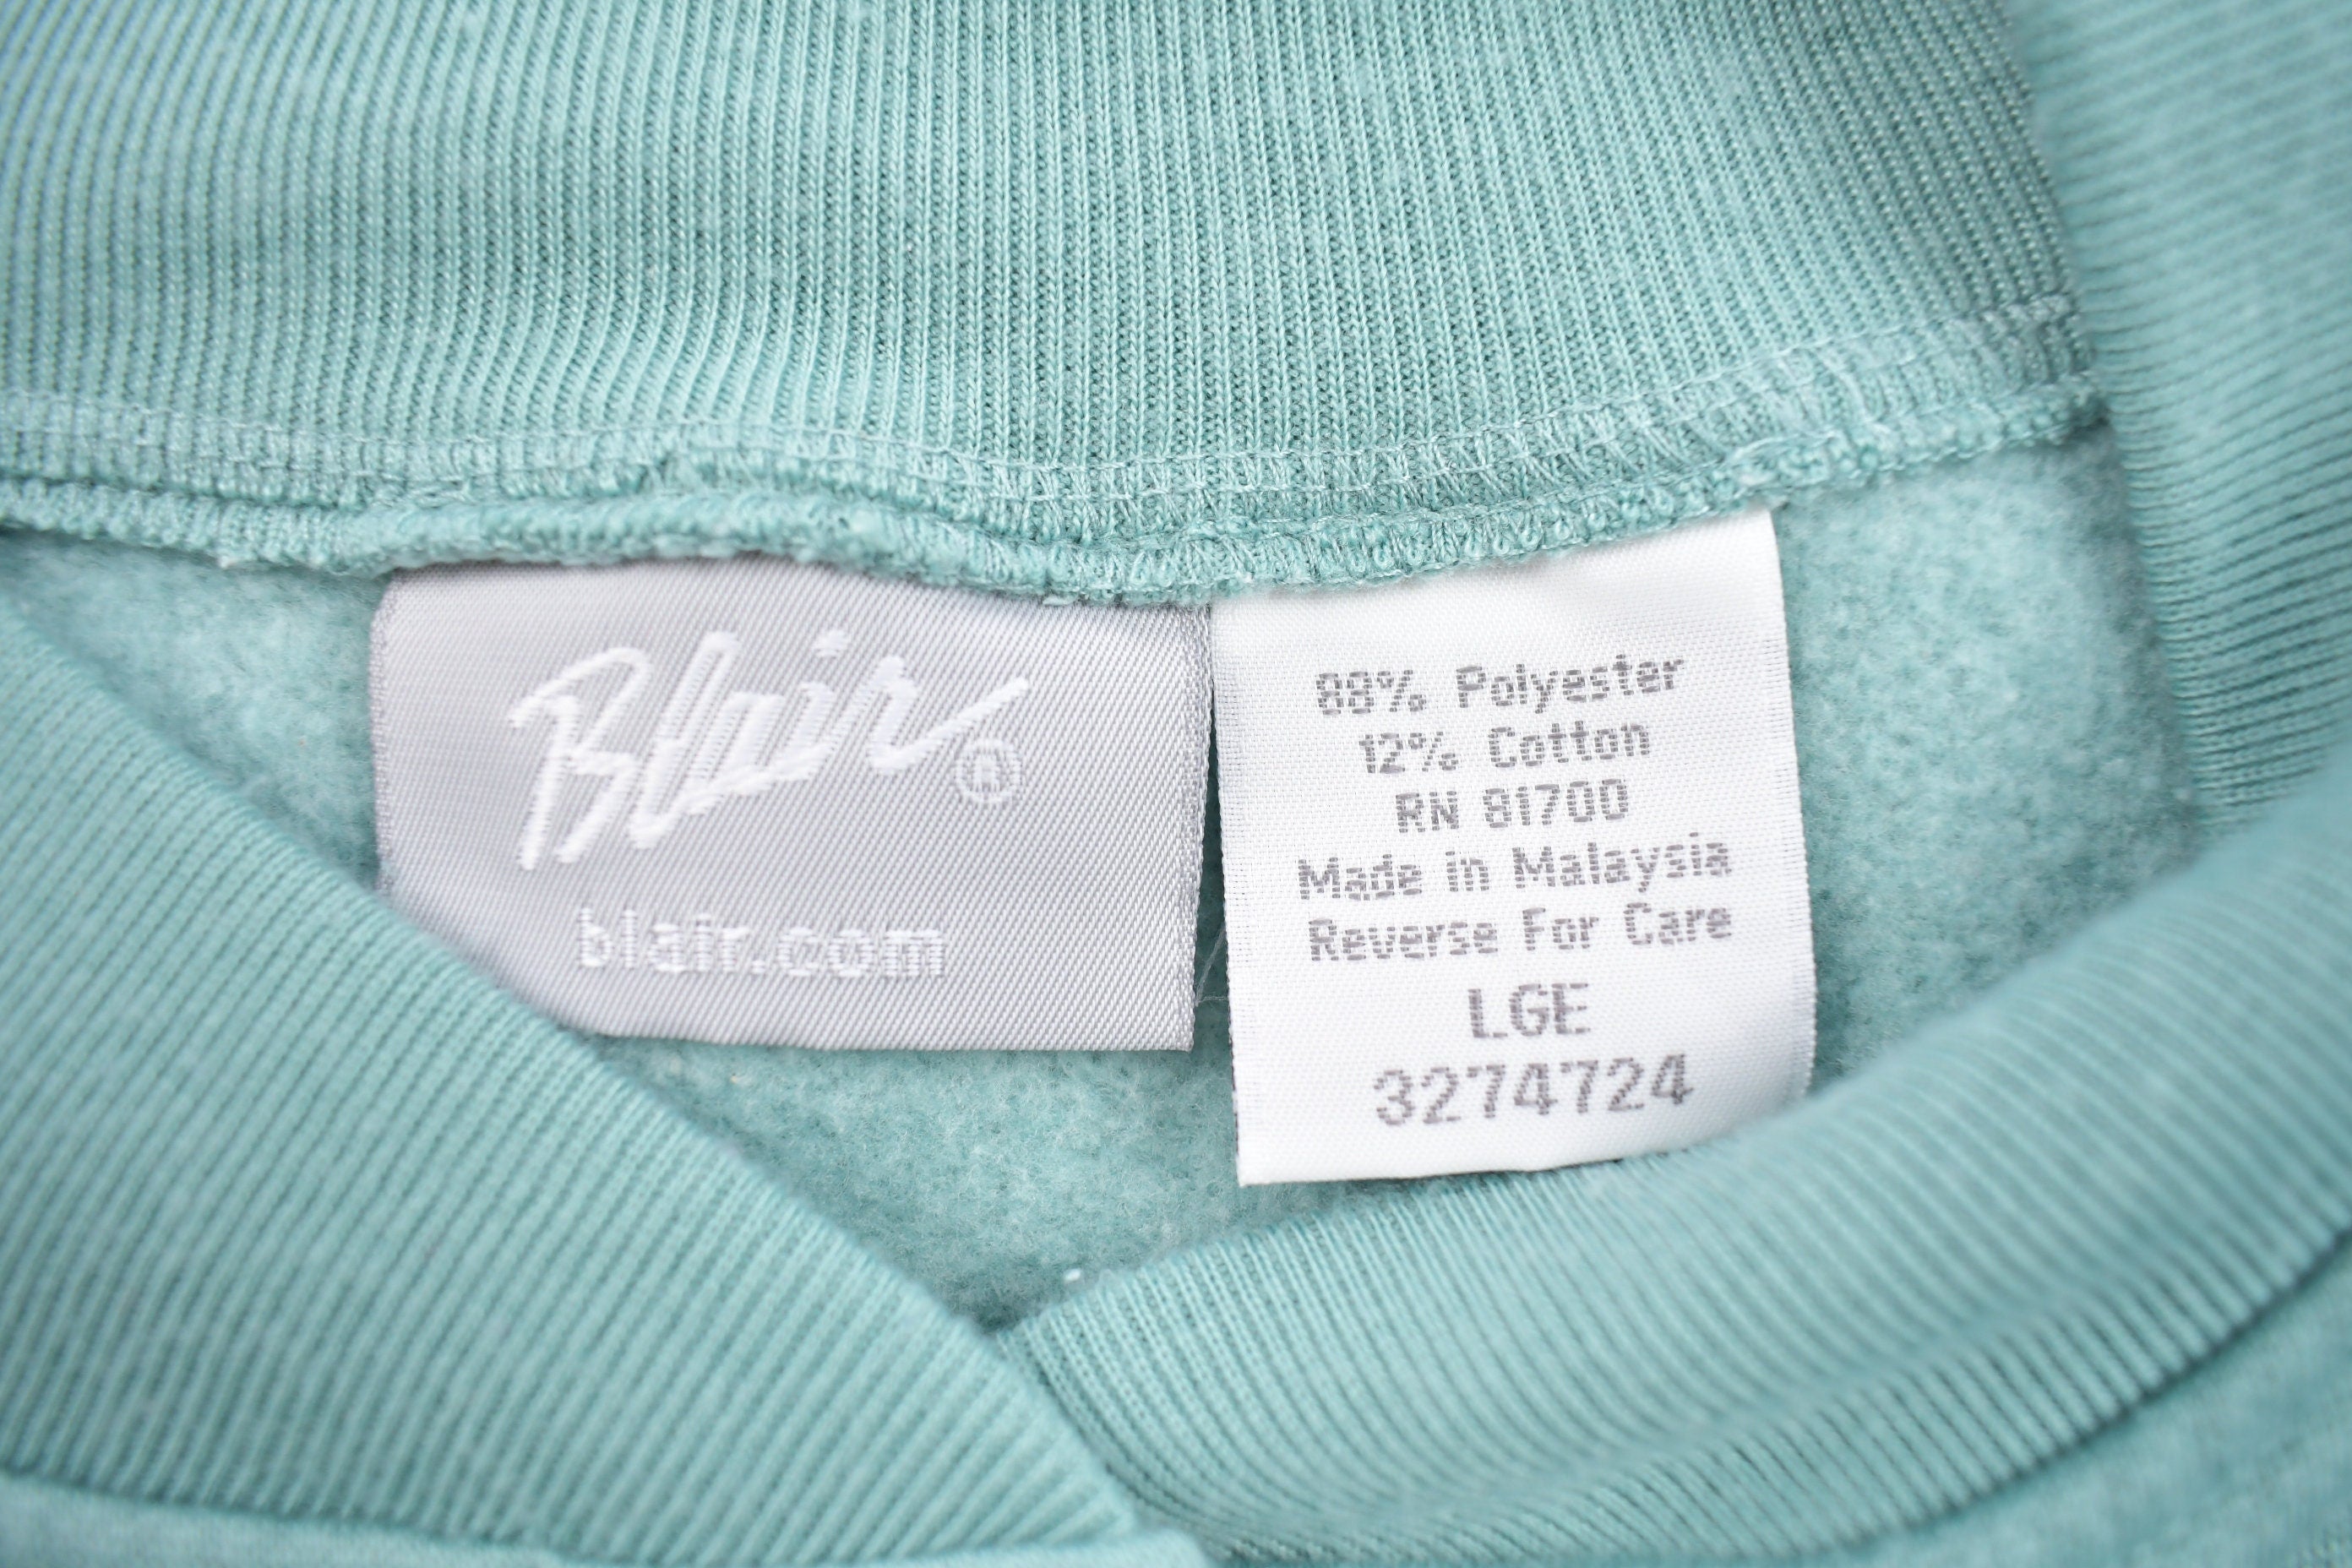 Blair®
blair.com
88% Polyester
12% Cotton
RN 81700
Made in Malaysia
Reverse For Care
LGE
3274724